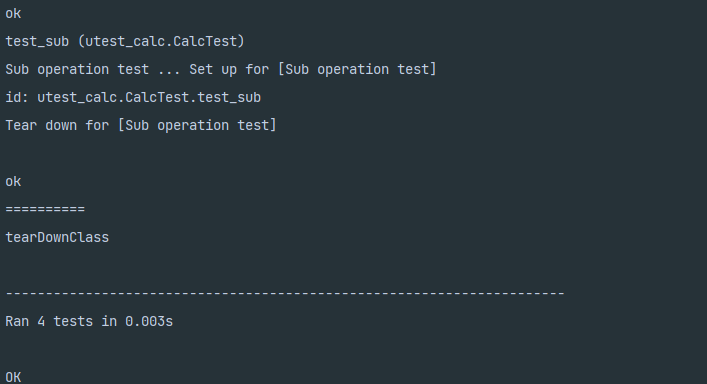 ok
test_sub (utest_calc.CalcTest)
Sub operation test ... Set up for [Sub operation test]
id: utest_calc.CalcTest.test_sub
Tear down for [Sub operation test]
ok
==========
tearDownClass
----------------------------------------------------------------------
Ran 4 tests in 0.003s
OK